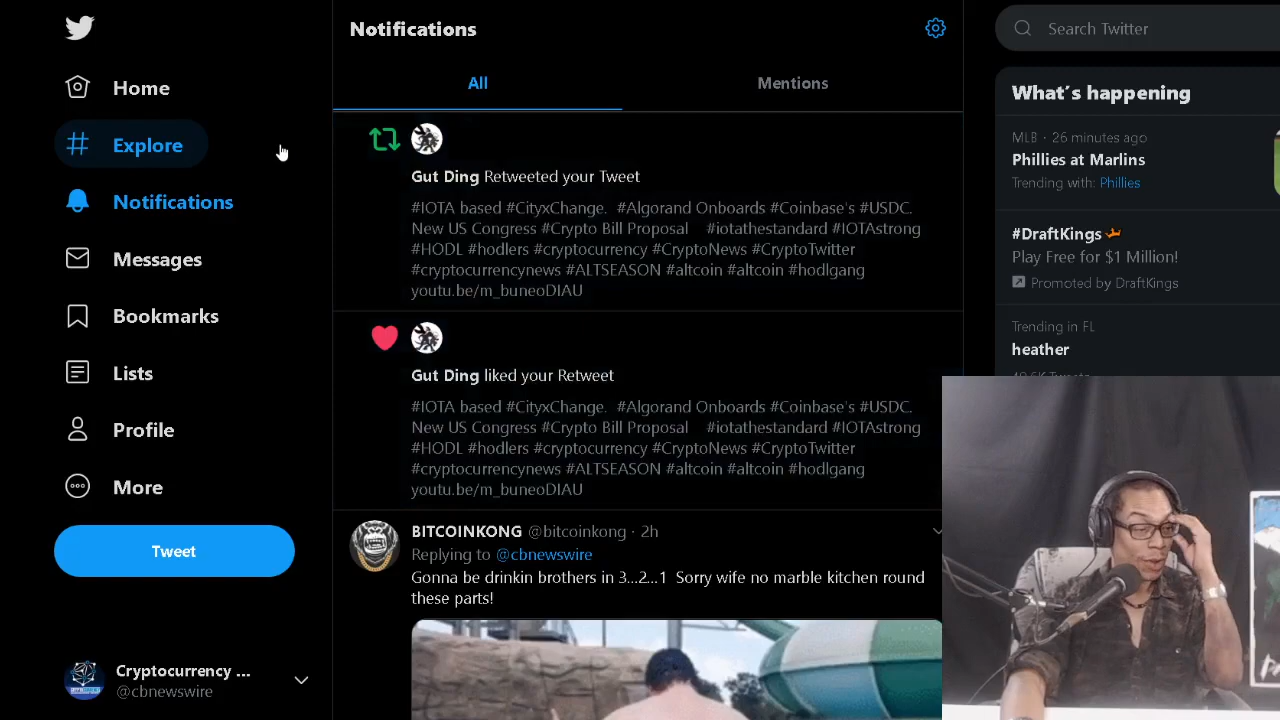 Home
Explore
Notifications
Messages
Bookmarks
Lists
Profile
More
Tweet
Cryptocurrency ...
@cbnewswire
Notifications
All
Mentions
Gut Ding Retweeted your Tweet
#IOTA based #CityxChange. #Algorand Onboards #Coinbase's #USDC.
New US Congress #Crypto Bill Proposal #iotathestandard #IOTAstrong
#HODL #hodlers #cryptocurrency #CryptoNews #CryptoTwitter
#cryptocurrencynews #ALTSEASON #altcoin #altcoin #hodlgang
youtu.be/m_buneoDIAU
Gut Ding liked your Retweet
#IOTA based #CityxChange. #Algorand Onboards #Coinbase's #USDC.
New US Congress #Crypto Bill Proposal #iotathestandard #IOTAstrong
#HODL #hodlers #cryptocurrency #CryptoNews #CryptoTwitter
#cryptocurrencynews #ALTSEASON #altcoin #altcoin #hodlgang
youtu.be/m_buneoDIAU
BITCOINKONG @bitcoinkong · 2h
Replying to @cbnewswire
Gonna be drinkin brothers in 3...2...1 Sorry wife no marble kitchen round
these parts!
Search Twitter
What's happening
MLB · 26 minutes ago
Phillies at Marlins
Trending with: Phillies
#DraftKings
Play Free for $1 Million!
Promoted by DraftKings
Trending in FL
heather